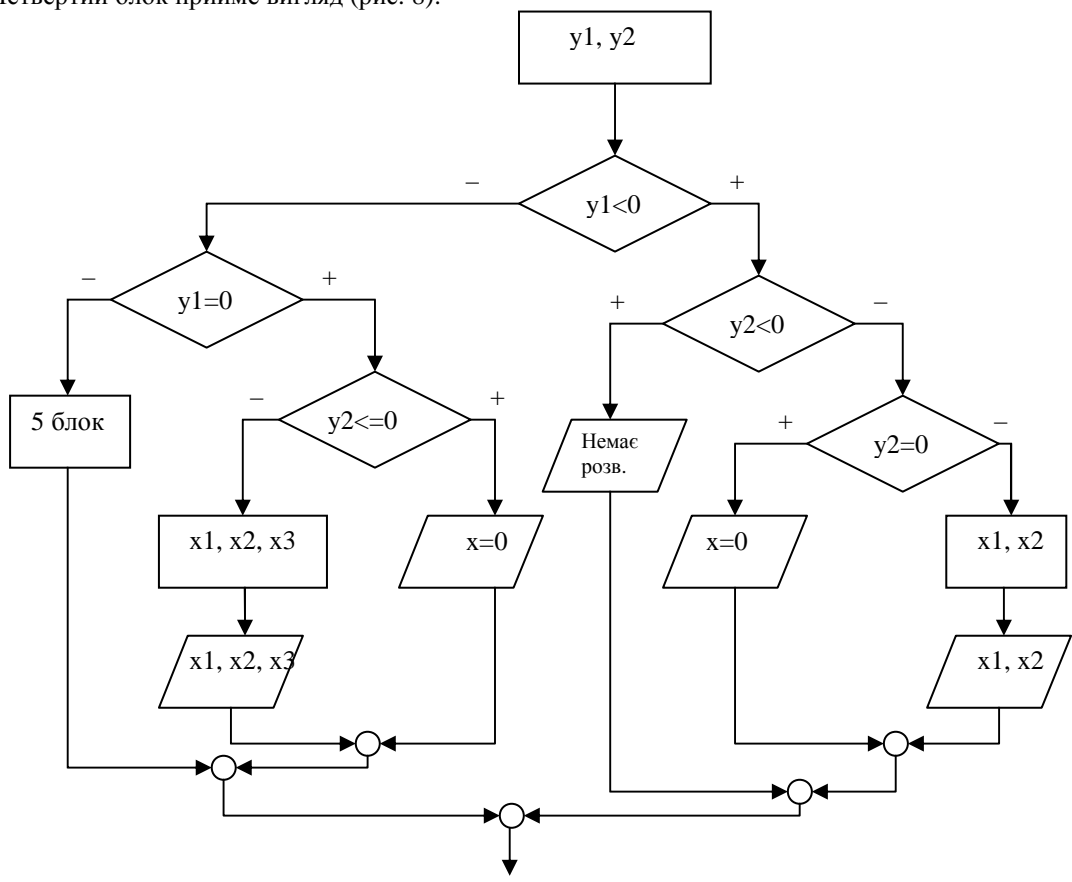 Четвертий блок прийме вигляд (рис. 8).
y1, y2
–
+
y1<0
–
+
y1=0
+
–
y2<0
5 блок
–
+
y2<=0
Немає
розв.
+
–
y2=0
x1, x2, x3
x=0
x=0
x1, x2
x1, x2, x3
x1, x2